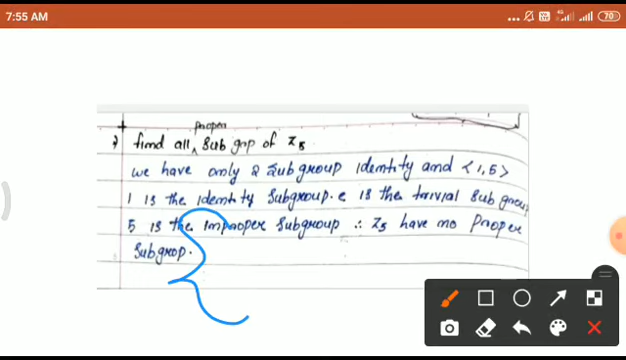 7:55 AM
70
proper
) find all ^ Sub grp of Z5
we have only 2 Subgroup Identity and <1,5>
1 is the Identity Subgroup. e is the trivial Sub group
5 is the Improper Subgroup ∴ Z5 have no Proper
Subgrop.